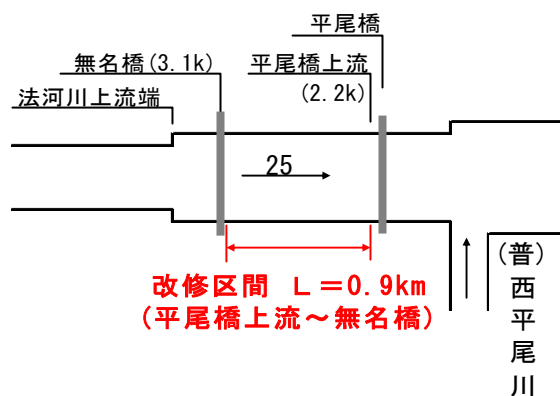 平尾橋
無名橋(3.1k)
平尾橋上流
(2.2k)
法河川上流端
25
改修区間 L=0.9km
(平尾橋上流～無名橋)
(普)西平尾川